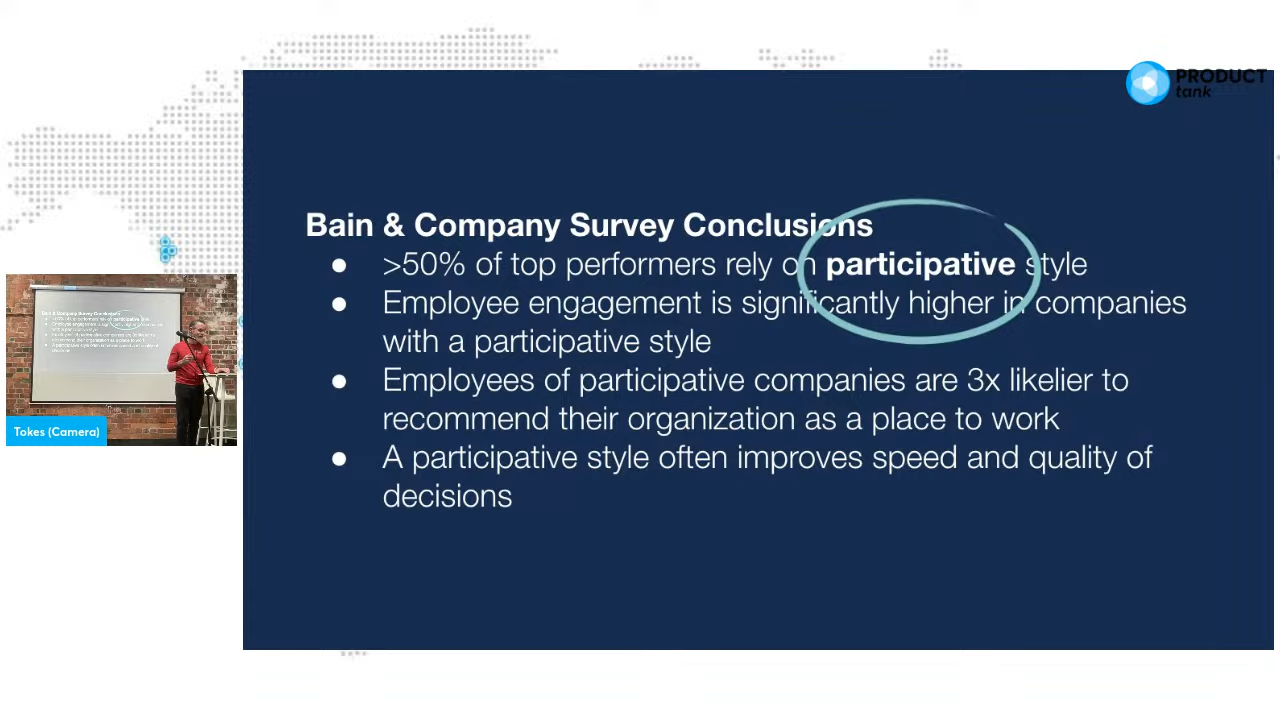 PRODUCT
tank
Bain & Company Survey Conclusions
● >50% of top performers rely on participative style
● Employee engagement is significantly higher in companies
with a participative style
● Employees of participative companies are 3x likelier to
recommend their organization as a place to work
● A participative style often improves speed and quality of
decisions
Tokes (Camera)